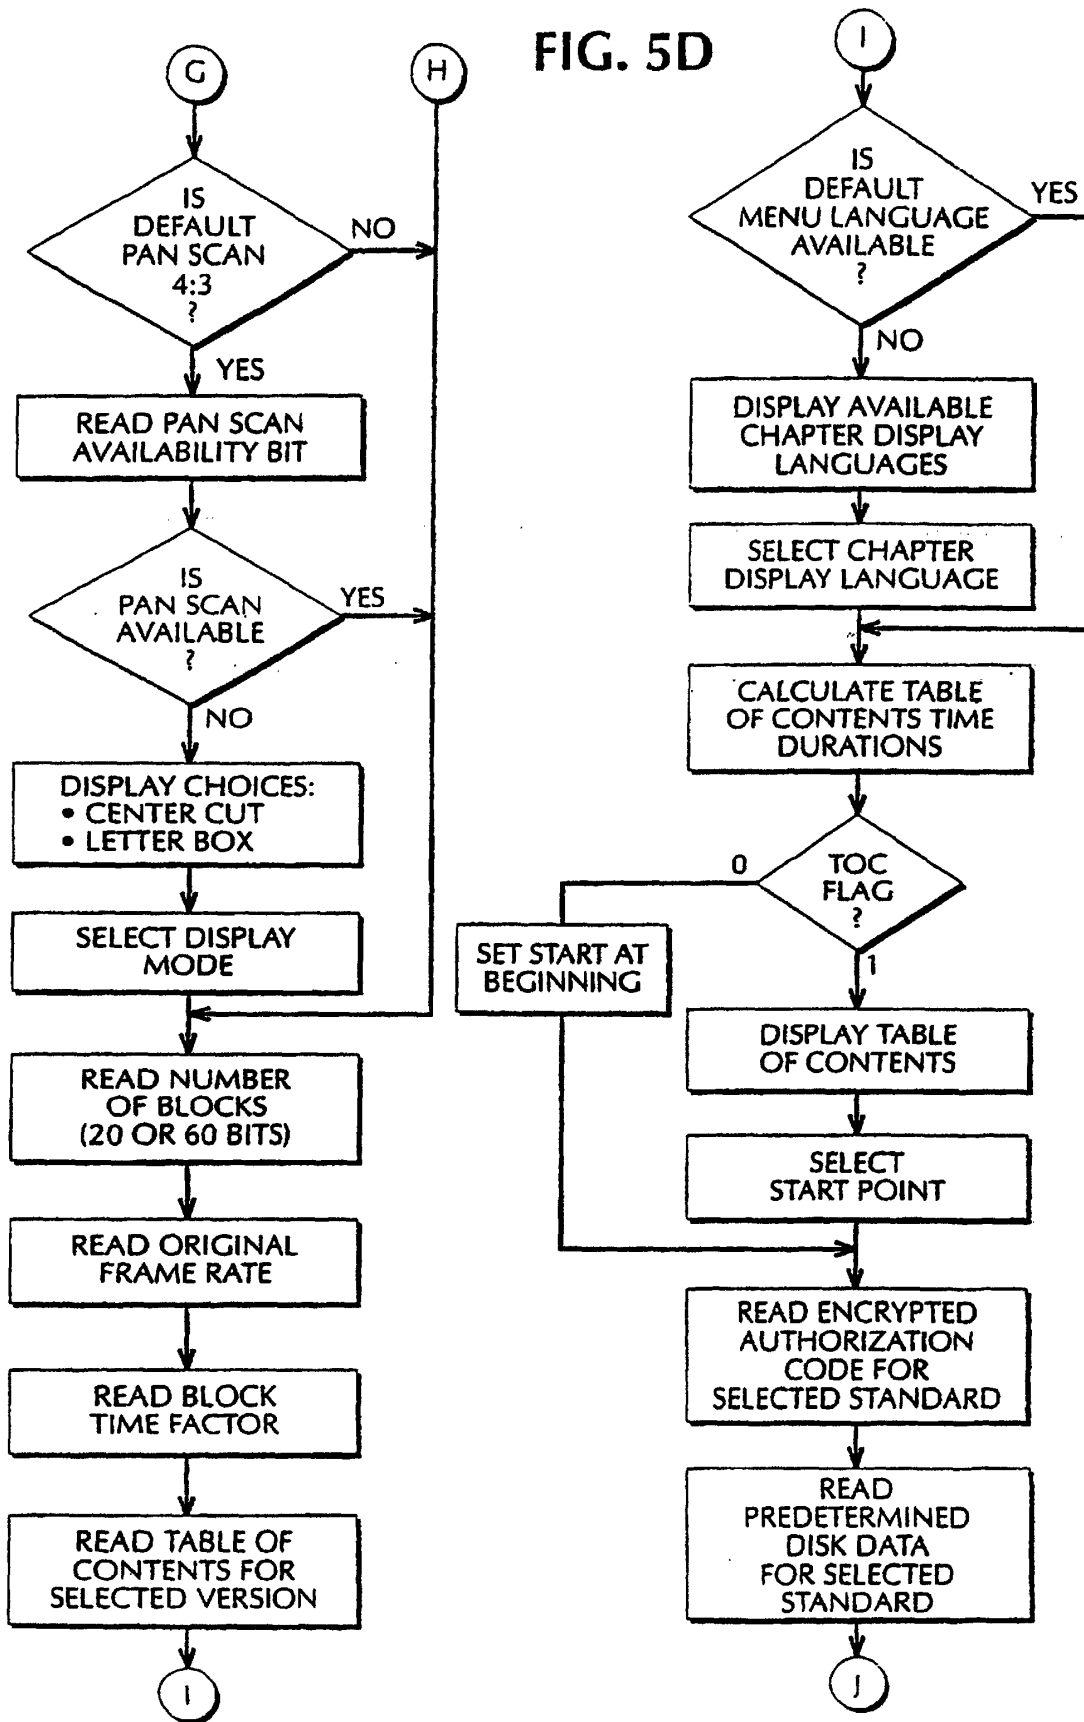 FIG. 5D
G
H
IS
DEFAULT
PAN SCAN
4:3
?
NO
YES
READ PAN SCAN
AVAILABILITY BIT
IS
PAN SCAN
AVAILABLE
?
YES
NO
DISPLAY CHOICES:
• CENTER CUT
• LETTER BOX
SELECT DISPLAY
MODE
READ NUMBER
OF BLOCKS
(20 OR 60 BITS)
READ ORIGINAL
FRAME RATE
READ BLOCK
TIME FACTOR
READ TABLE OF
CONTENTS FOR
SELECTED VERSION
I
I
IS
DEFAULT
MENU LANGUAGE
AVAILABLE
?
YES
NO
DISPLAY AVAILABLE
CHAPTER DISPLAY
LANGUAGES
SELECT CHAPTER
DISPLAY LANGUAGE
CALCULATE TABLE
OF CONTENTS TIME
DURATIONS
TOC
FLAG
?
0
1
SET START AT
BEGINNING
DISPLAY TABLE
OF CONTENTS
SELECT
START POINT
READ ENCRYPTED
AUTHORIZATION
CODE FOR
SELECTED STANDARD
READ
PREDETERMINED
DISK DATA
FOR SELECTED
STANDARD
J